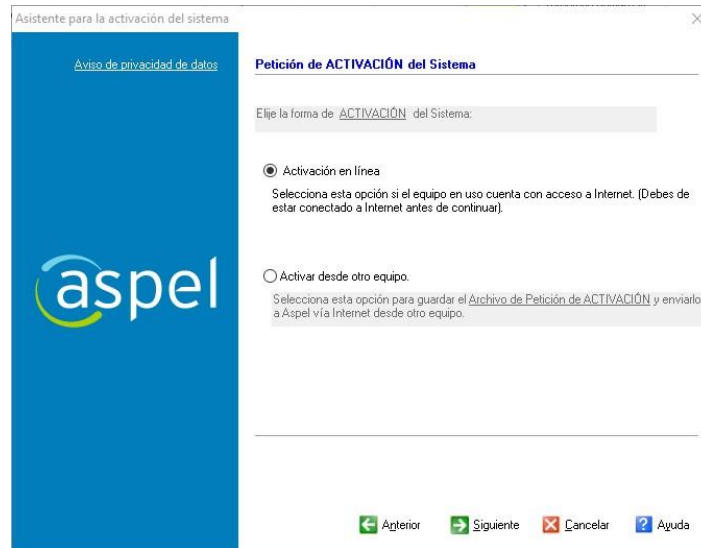 Asistente para la activación del sistema
Aviso de privacidad de datos
Petición de ACTIVACIÓN del Sistema
Elije la forma de ACTIVACIÓN del Sistema:
Activación en línea
Selecciona esta opción si el equipo en uso cuenta con acceso a Internet. (Debes de
estar conectado a Internet antes de continuar).
aspel
Activar desde otro equipo.
Selecciona esta opción para guardar el Archivo de Petición de ACTIVACIÓN y enviarlo
a Aspel vía Internet desde otro equipo.
Anterior Siguiente Cancelar Ayuda